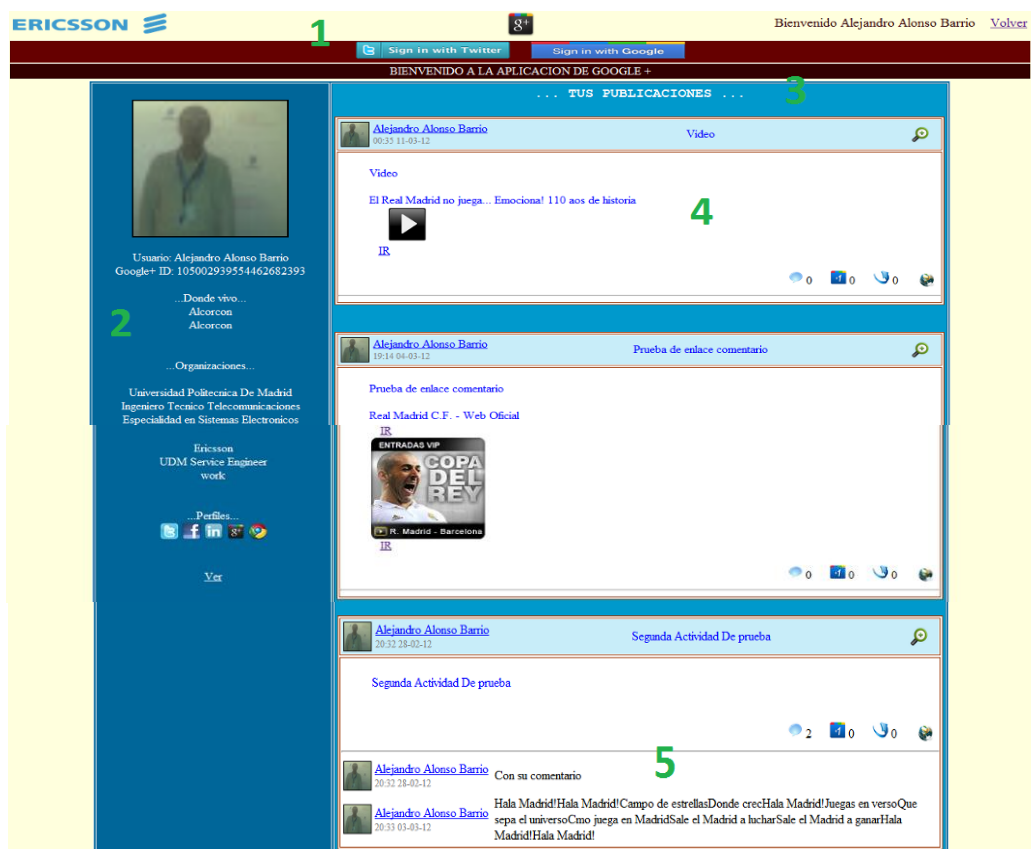 ERICSSON
1
g+
Bienvenido Alejandro Alonso Barrio Volver
Sign in with Twitter Sign in with Google
BIENVENIDO A LA APLICACION DE GOOGLE +
2
Usuario: Alejandro Alonso Barrio
Google+ ID: 105002939554462682393
...Donde vivo...
Alcorcon
Alcorcon
...Organizaciones...
Universidad Politecnica De Madrid
Ingeniero Tecnico Telecomunicaciones
Especialidad en Sistemas Electronicos
Ericsson
UDM Service Engineer
work
...Perfiles...
Ver
... TUS PUBLICACIONES ...
3
Alejandro Alonso Barrio Video
00:35 11-03-12
Video
El Real Madrid no juega... Emociona! 110 aos de historia
4
IR
0 +1 0 0
Alejandro Alonso Barrio Prueba de enlace comentario
19:14 04-03-12
Prueba de enlace comentario
Real Madrid C.F. - Web Oficial
IR
ENTRADAS VIP
COPA
DEL
REY
R. Madrid - Barcelona
IR
0 +1 0 0
Alejandro Alonso Barrio Segunda Actividad De prueba
20:32 28-02-12
Segunda Actividad De prueba
2 +1 0 0
5
Alejandro Alonso Barrio Con su comentario
20:32 28-02-12
Alejandro Alonso Barrio
20:33 03-03-12
Hala Madrid!Hala Madrid!Campo de estrellasDonde crecHala Madrid!Juegas en versoQue
sepa el universoCmo juega en MadridSale el Madrid a lucharSale el Madrid a ganarHala
Madrid!Hala Madrid!